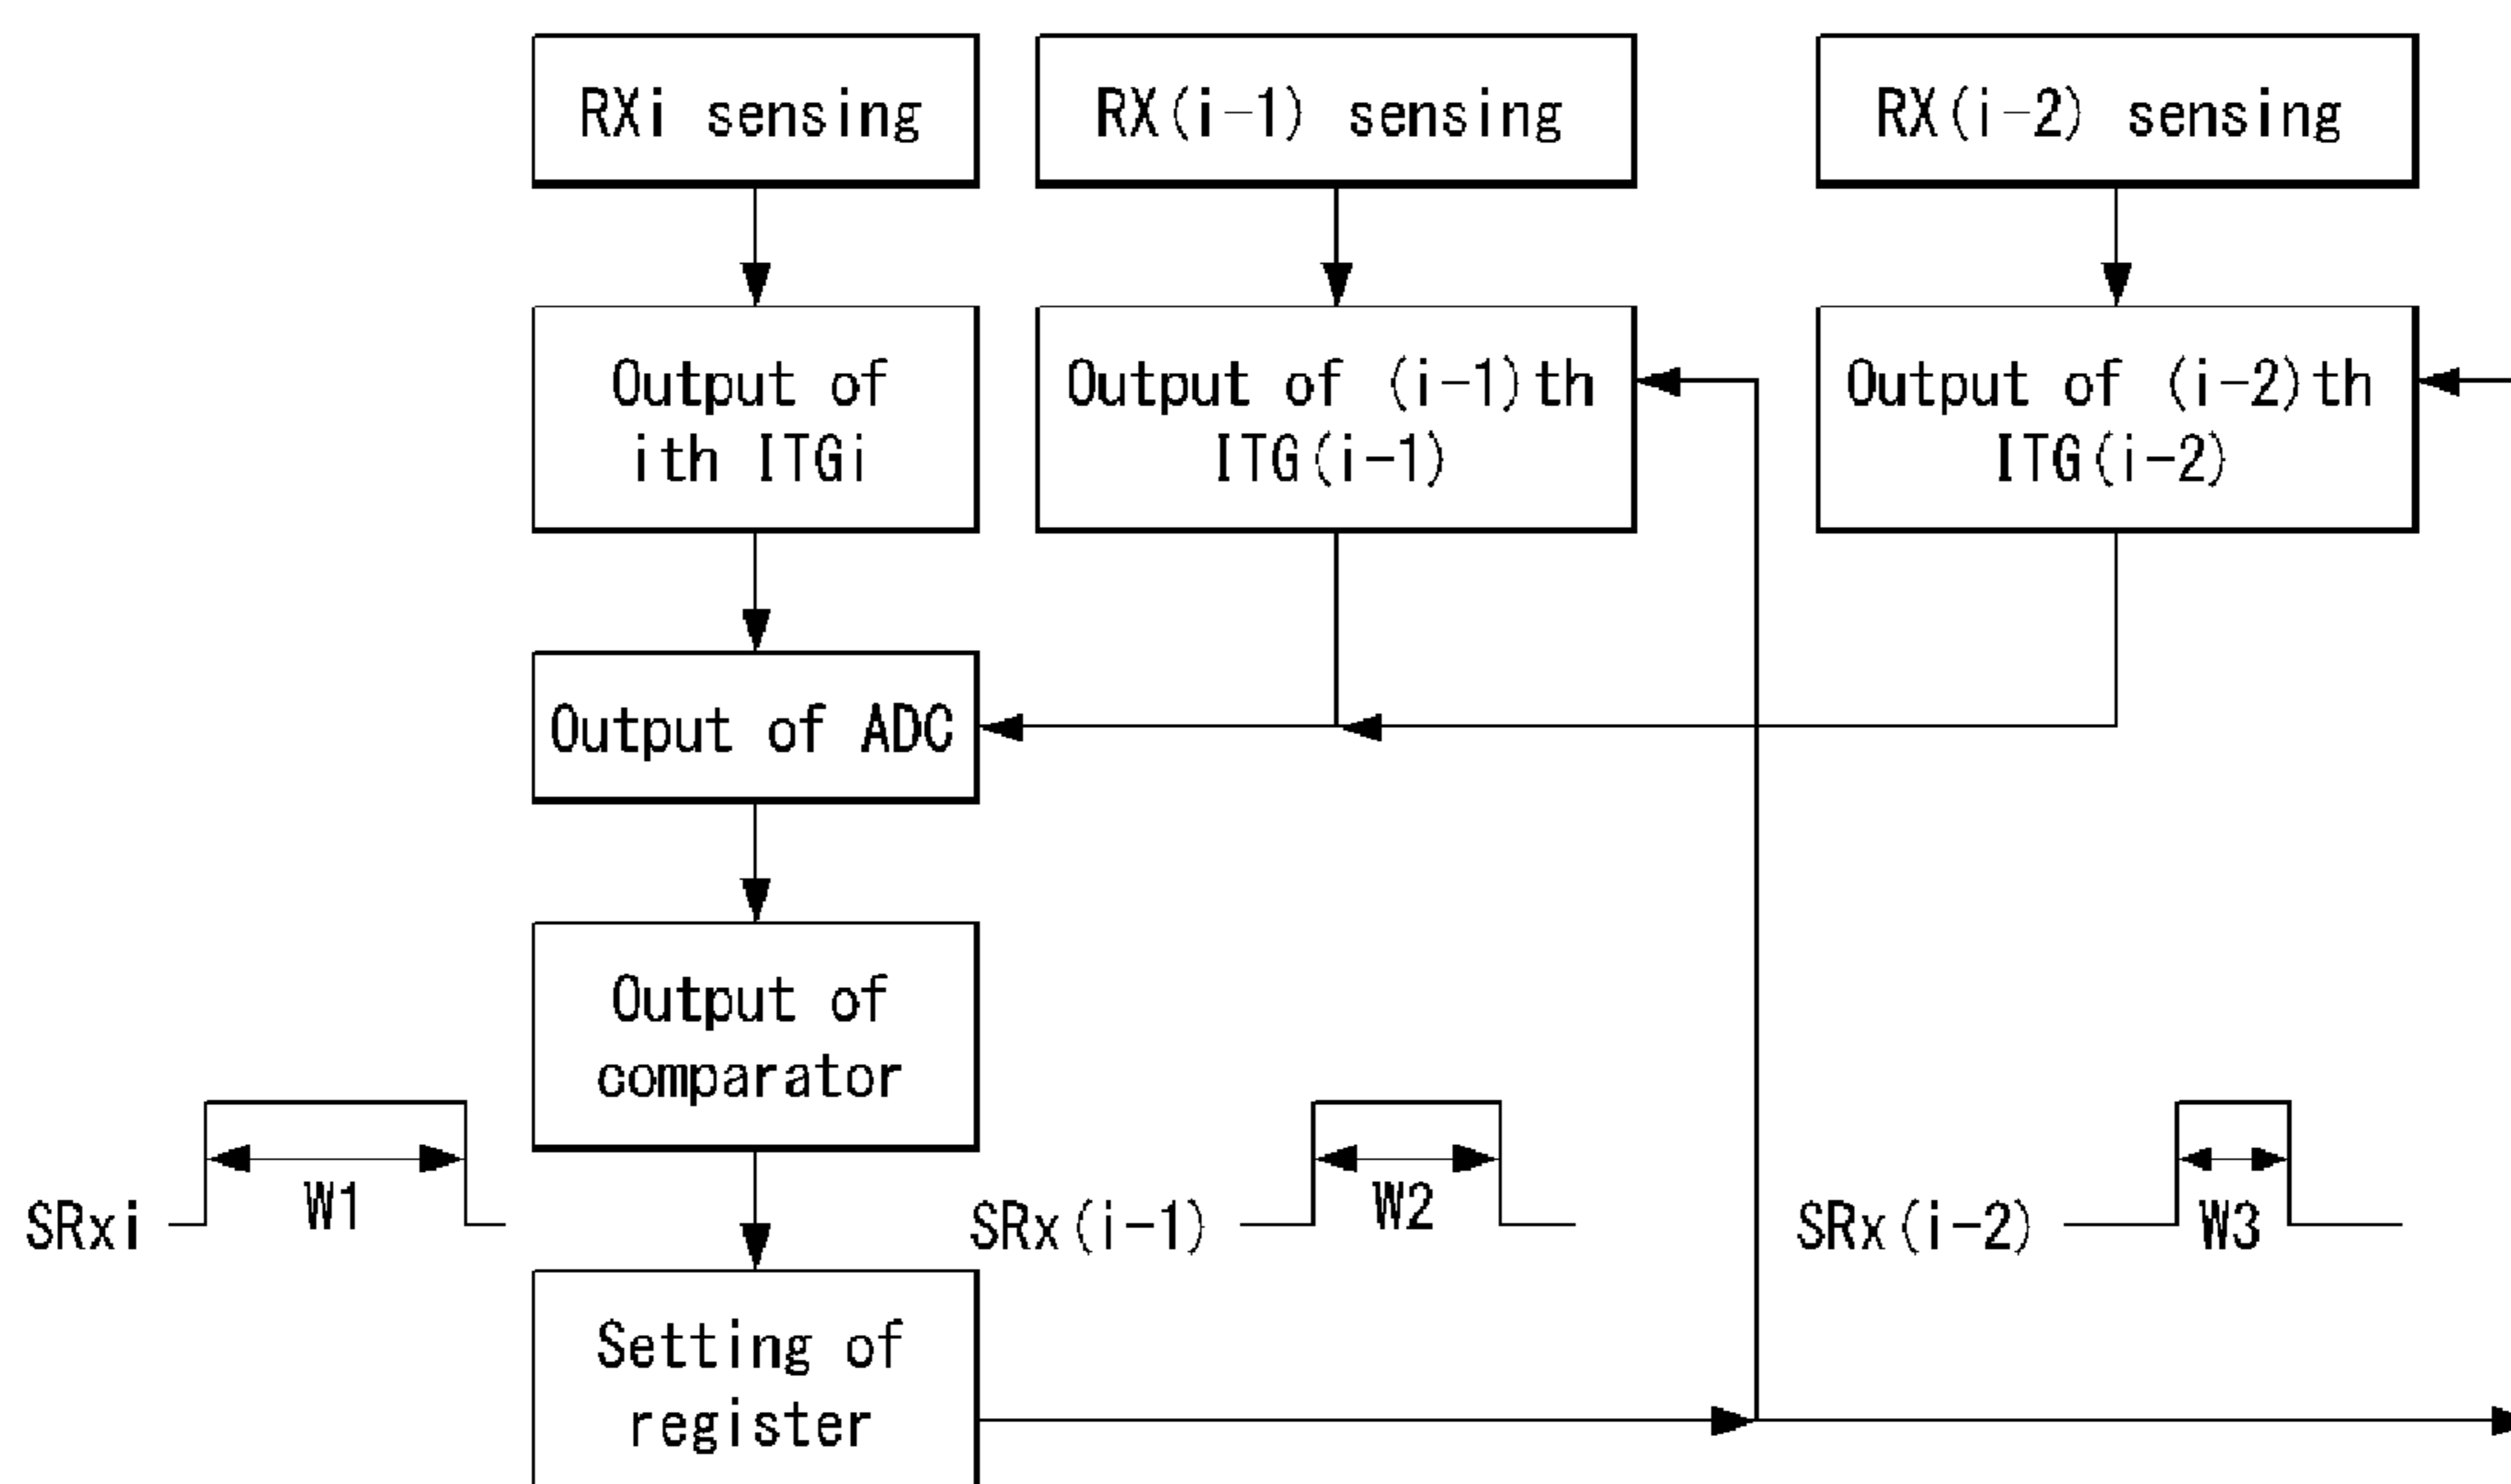 RXi sensing
RX(i-1) sensing
RX(i-2) sensing
Output of
ith ITGi
Output of (i-1)th
ITG(i-1)
Output of (i-2)th
ITG(i-2)
Output of ADC
Output of
comparator
SRxi
W1
SRx(i-1)
W2
SRx(i-2)
W3
Setting of
register